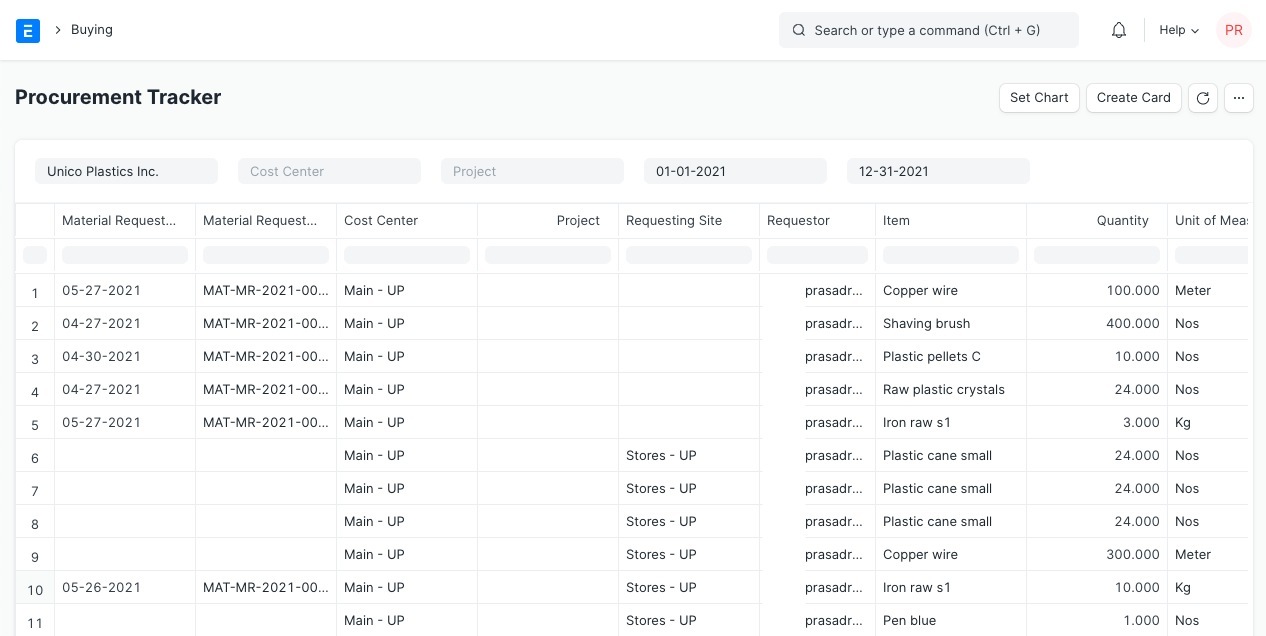 E > Buying Search or type a command (Ctrl + G) Help PR
Procurement Tracker Set Chart Create Card ...
Unico Plastics Inc. Cost Center Project 01-01-2021 12-31-2021
Material Request... Material Request... Cost Center Project Requesting Site Requestor Item Quantity Unit of Meas
1 05-27-2021 MAT-MR-2021-00... Main - UP prasadr... Copper wire 100.000 Meter
2 04-27-2021 MAT-MR-2021-00... Main - UP prasadr... Shaving brush 400.000 Nos
3 04-30-2021 MAT-MR-2021-00... Main - UP prasadr... Plastic pellets C 10.000 Nos
4 04-27-2021 MAT-MR-2021-00... Main - UP prasadr... Raw plastic crystals 24.000 Nos
5 05-27-2021 MAT-MR-2021-00... Main - UP prasadr... Iron raw s1 3.000 Kg
6 Main - UP Stores - UP prasadr... Plastic cane small 24.000 Nos
7 Main - UP Stores - UP prasadr... Plastic cane small 24.000 Nos
8 Main - UP Stores - UP prasadr... Plastic cane small 24.000 Nos
9 Main - UP Stores - UP prasadr... Copper wire 300.000 Meter
10 05-26-2021 MAT-MR-2021-00... Main - UP Stores - UP prasadr... Iron raw s1 10.000 Kg
11 Main - UP Stores - UP prasadr... Pen blue 1.000 Nos